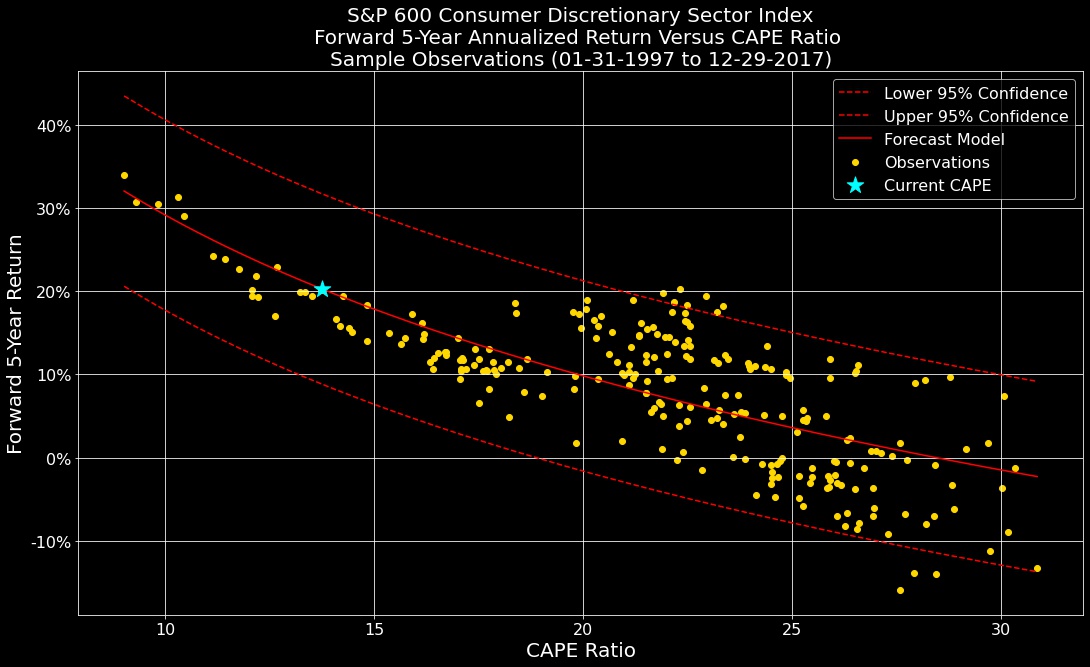 S&P 600 Consumer Discretionary Sector Index
Forward 5-Year Annualized Return Versus CAPE Ratio
Sample Observations (01-31-1997 to 12-29-2017)
Lower 95% Confidence
Upper 95% Confidence
Forecast Model
Observations
Current CAPE
Forward 5-Year Return
40%
30%
20%
10%
0%
-10%
10
15
20
25
30
CAPE Ratio